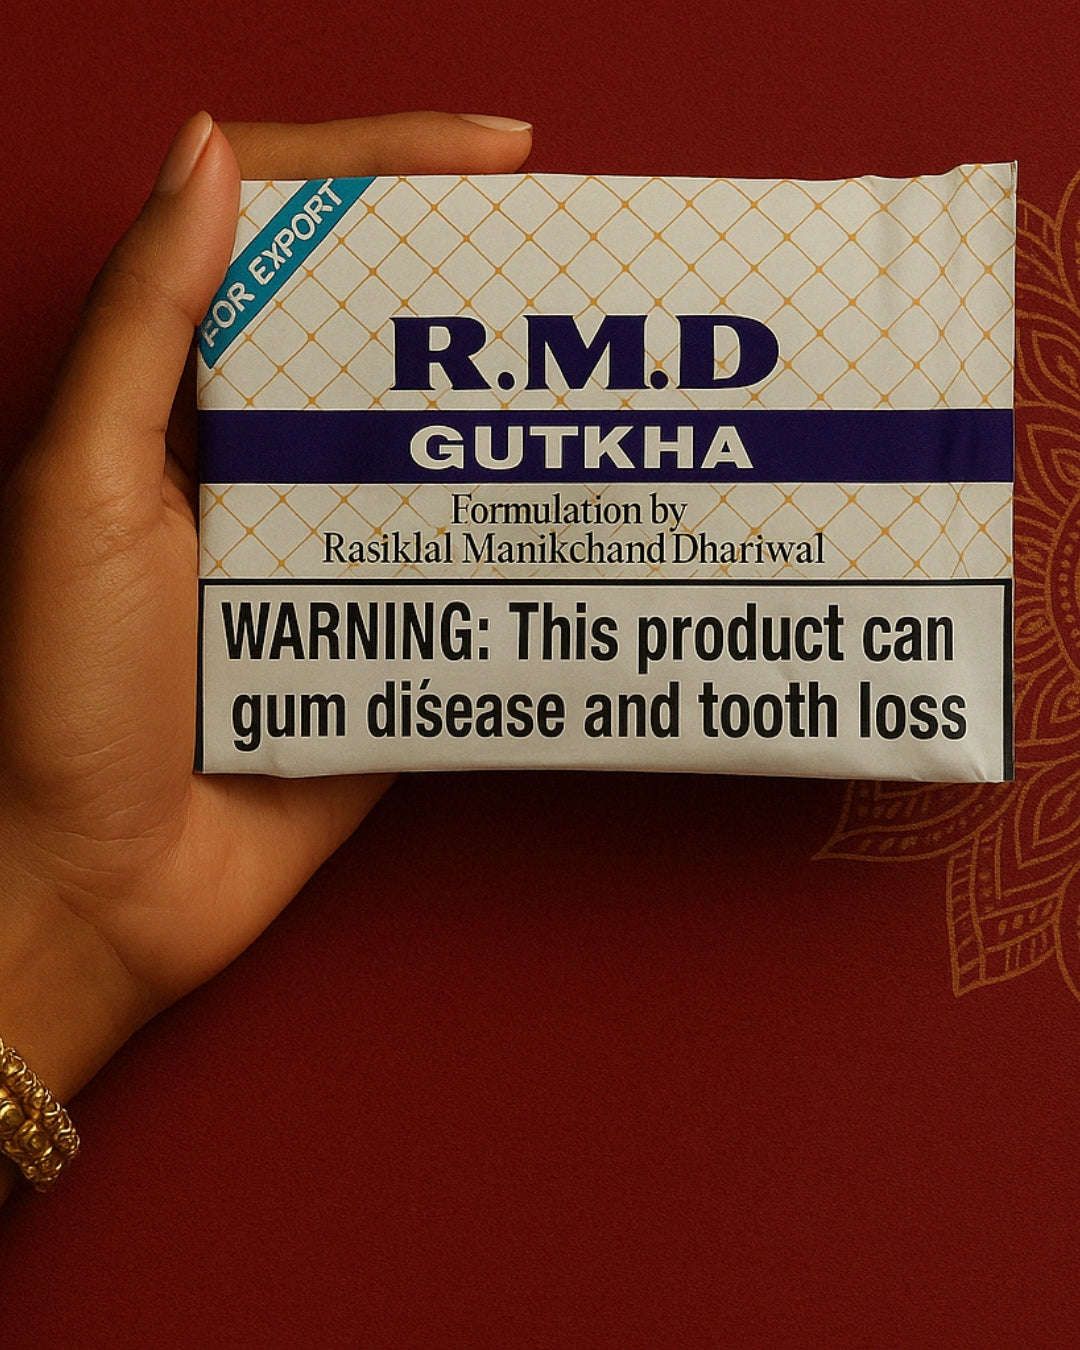 FOR EXPORT
R.M.D
GUTKHA
Formulation by
Rasiklal Manikchand Dhariwal
WARNING: This product can
gum diśease and tooth loss